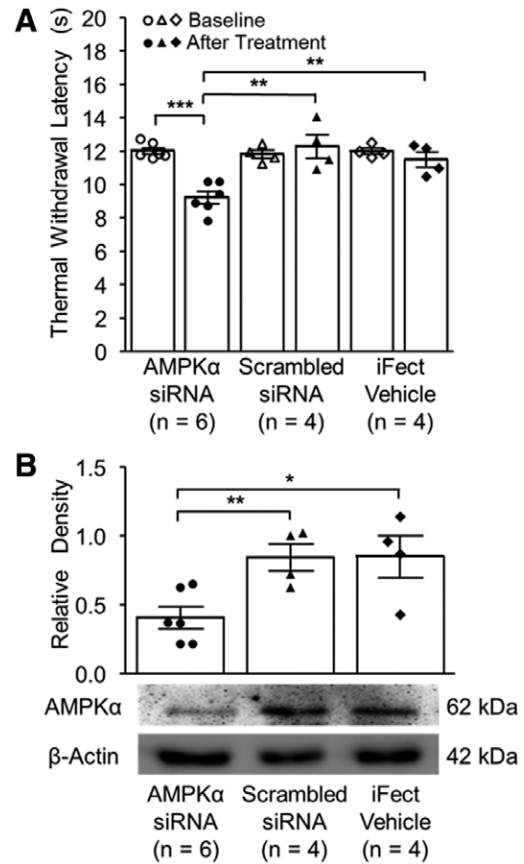 A
Thermal Withdrawal Latency (s)
20
18
16
14
12
10
8
6
4
2
0
Baseline
After Treatment
***
**
**
AMPKα
siRNA
(n = 6)
Scrambled
siRNA
(n = 4)
iFect
Vehicle
(n = 4)
B
Relative Density
1.5
1.0
0.5
0.0
**
*
AMPKα
62 kDa
β-Actin
42 kDa
AMPKα
siRNA
(n = 6)
Scrambled
siRNA
(n = 4)
iFect
Vehicle
(n = 4)